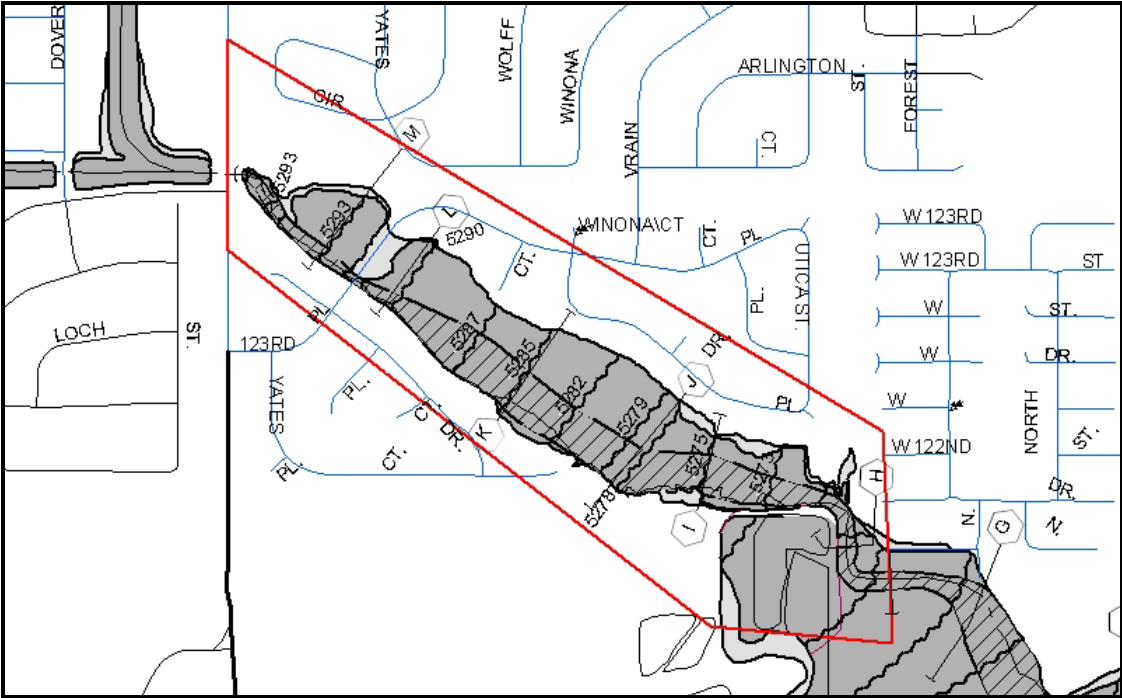 DOVER
YATES
WOLFF
WINONA
ARLINGTON
ST.
FOREST
CIR
M
VRAIN
CT.
5293
5293
L
5290
WINONA CT
CT.
PL
W 123RD
W 123RD
ST
CT.
UTICA ST.
PL.
W
ST.
LOCH
ST.
PL
123RD
5287
5285
DR.
W
DR.
YATES
PL.
5282
J
PL
W
NORTH
CT.
DR.
K
5279
5275
W 122ND
ST.
PL.
CT.
H
DR.
5278
I
N.
G
N.